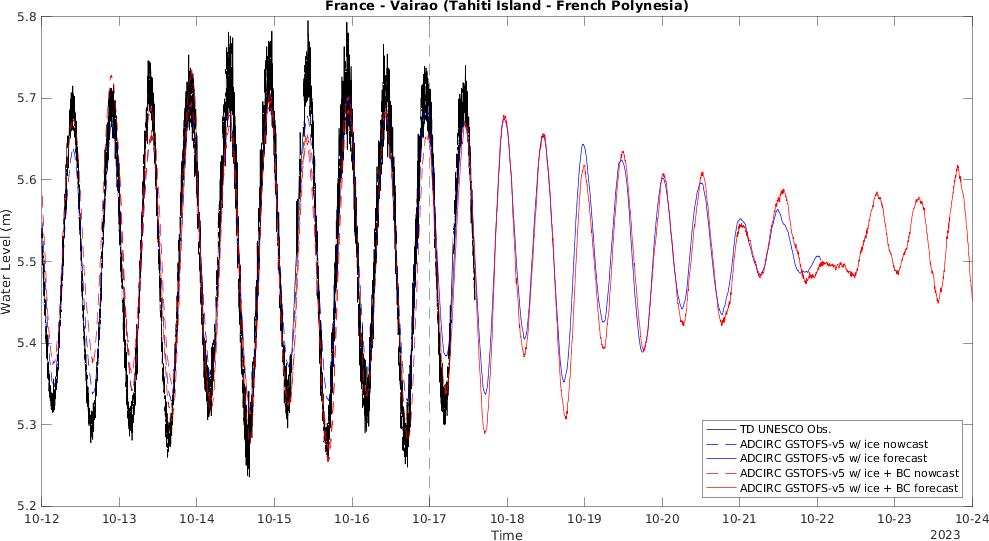 France - Vairao (Tahiti Island - French Polynesia)
5.8
5.7
5.6
5.5
5.4
5.3
5.2
Water Level (m)
10-12 10-13 10-14 10-15 10-16 10-17 10-18 10-19 10-20 10-21 10-22 10-23 10-24
Time
2023
TD UNESCO Obs.
ADCIRC GSTOFS-v5 w/ ice nowcast
ADCIRC GSTOFS-v5 w/ ice forecast
ADCIRC GSTOFS-v5 w/ ice + BC nowcast
ADCIRC GSTOFS-v5 w/ ice + BC forecast